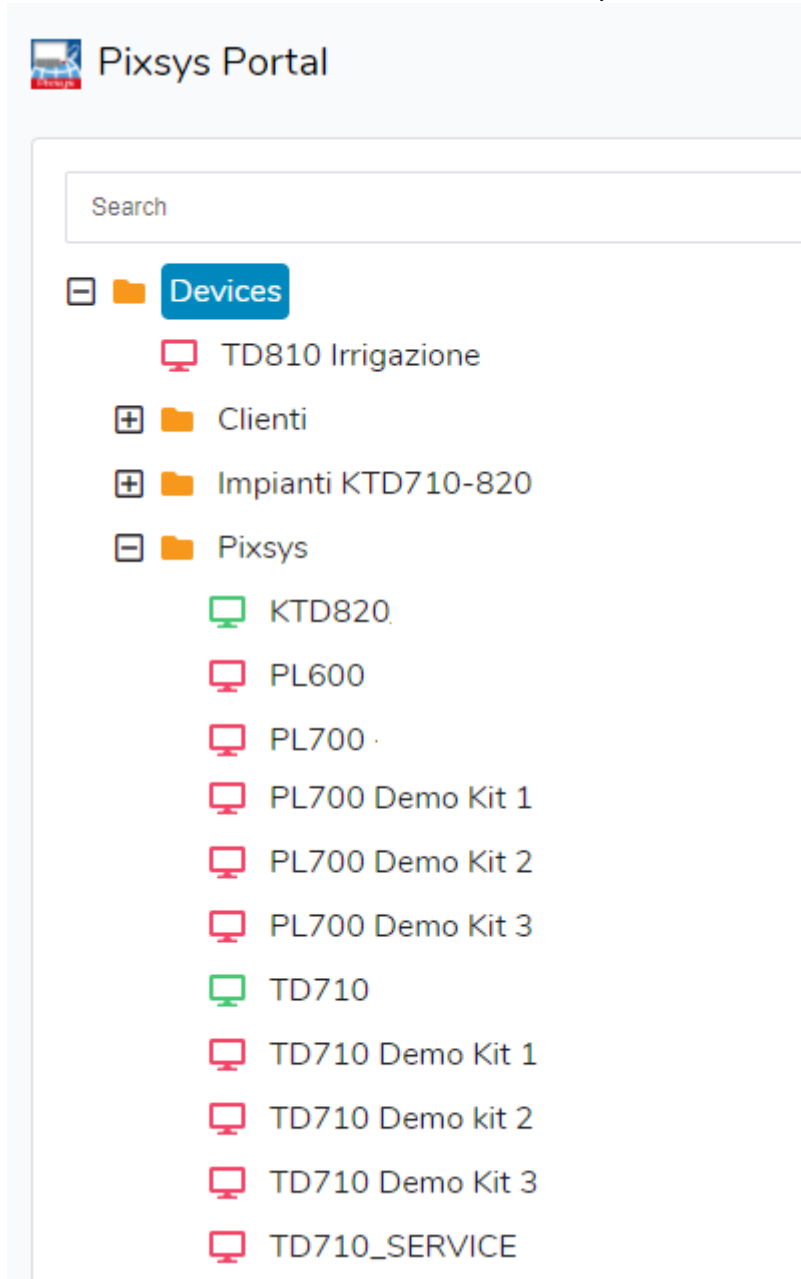 Pixsys Portal
Search
Devices
TD810 Irrigazione
Clienti
Impianti KTD710-820
Pixsys
KTD820
PL600
PL700
PL700 Demo Kit 1
PL700 Demo Kit 2
PL700 Demo Kit 3
TD710
TD710 Demo Kit 1
TD710 Demo kit 2
TD710 Demo Kit 3
TD710_SERVICE